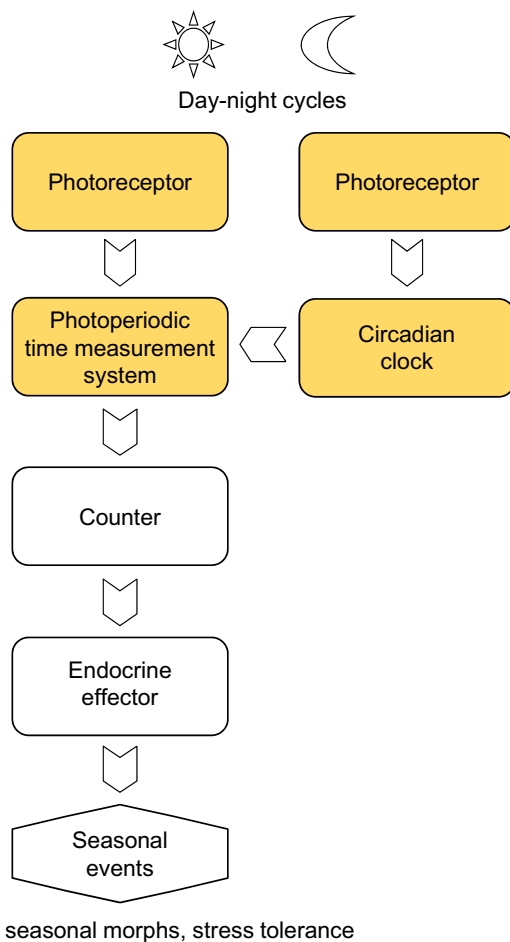 Day-night cycles
Photoreceptor
Photoreceptor
Photoperiodic
time measurement
system
Circadian
clock
Counter
Endocrine
effector
Seasonal
events
seasonal morphs, stress tolerance